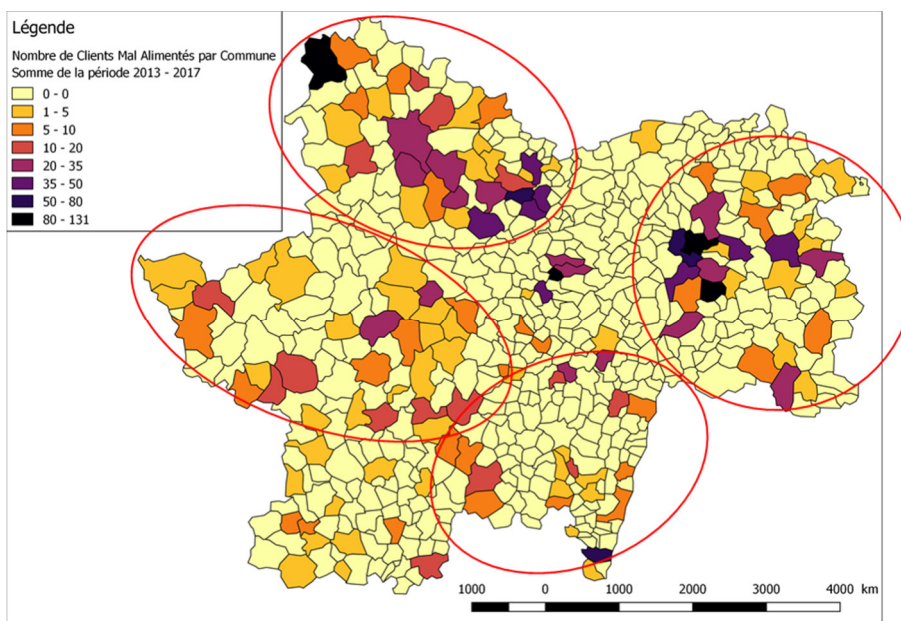 Légende
Nombre de Clients Mal Alimentés par Commune
Somme de la période 2013 - 2017
0 - 0
1 - 5
5 - 10
10 - 20
20 - 35
35 - 50
50 - 80
80 - 131
1000 0 1000 2000 3000 4000 km